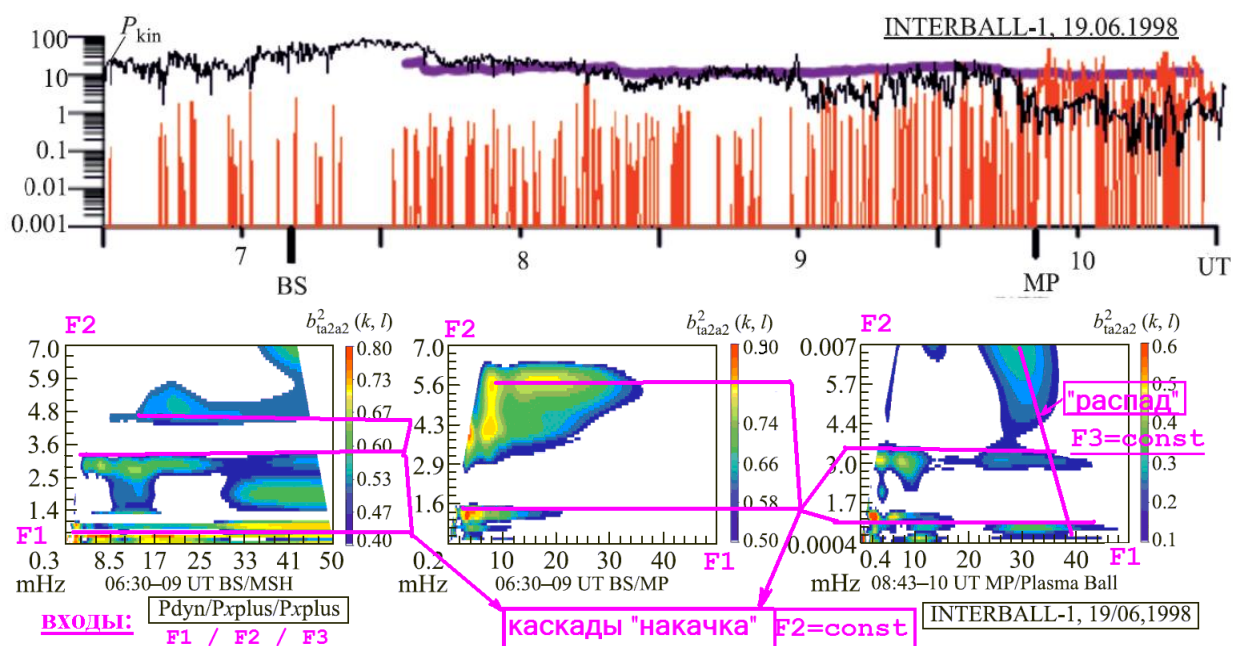 P_kin
INTERBALL-1, 19.06.1998
100
10
1
0.1
0.01
0.001
7 8 9 10
BS MP UT
F2
b²_ta2a2 (k, l)
7.0
5.9
4.8
3.6
2.5
1.4
0.3
F1
mHz
8.5 17 25 33 41 50
0.80
0.73
0.67
0.60
0.53
0.47
0.40
06:30–09 UT BS/MSH
F2
b²_ta2a2 (k, l)
7.0
5.6
4.3
2.9
1.6
0.2
mHz
10 20 30 40
F1
0.90
0.74
0.66
0.58
0.50
06:30–09 UT BS/MP
F2
b²_ta2a2 (k, l)
0.007
5.7
4.4
3.0
1.7
0.0004
mHz
0.4 10 20 30 40
F1
0.6
0.5
0.4
0.3
0.2
0.1
08:43–10 UT MP/Plasma Ball
"распад"
F3=const
входы:
Pdyn/Pxplus/Pxplus
F1 / F2 / F3
каскады "накачка" F2=const
INTERBALL-1, 19/06,1998